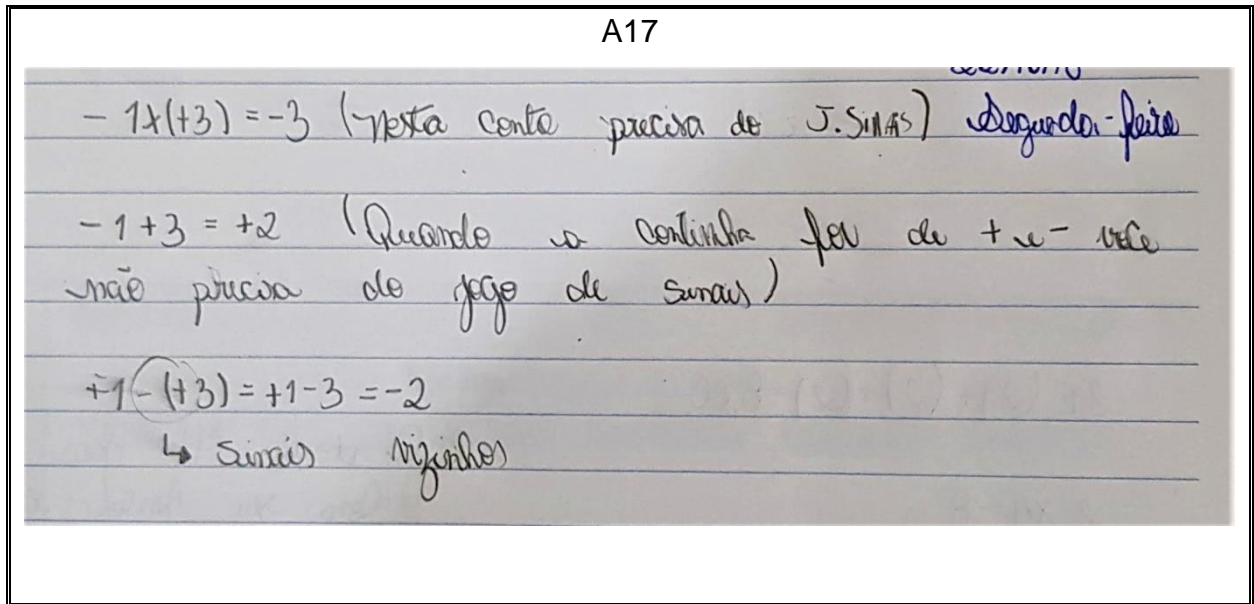 A17
- 1x(+3) = -3 (nesta conta precisa do J. SINAIS) Segunda-feira
- 1 + 3 = +2 (Quando a continha for de + e - você
não precisa do jogo de sinais)
+1 - (+3) = +1 - 3 = -2
↳ sinais vizinhos